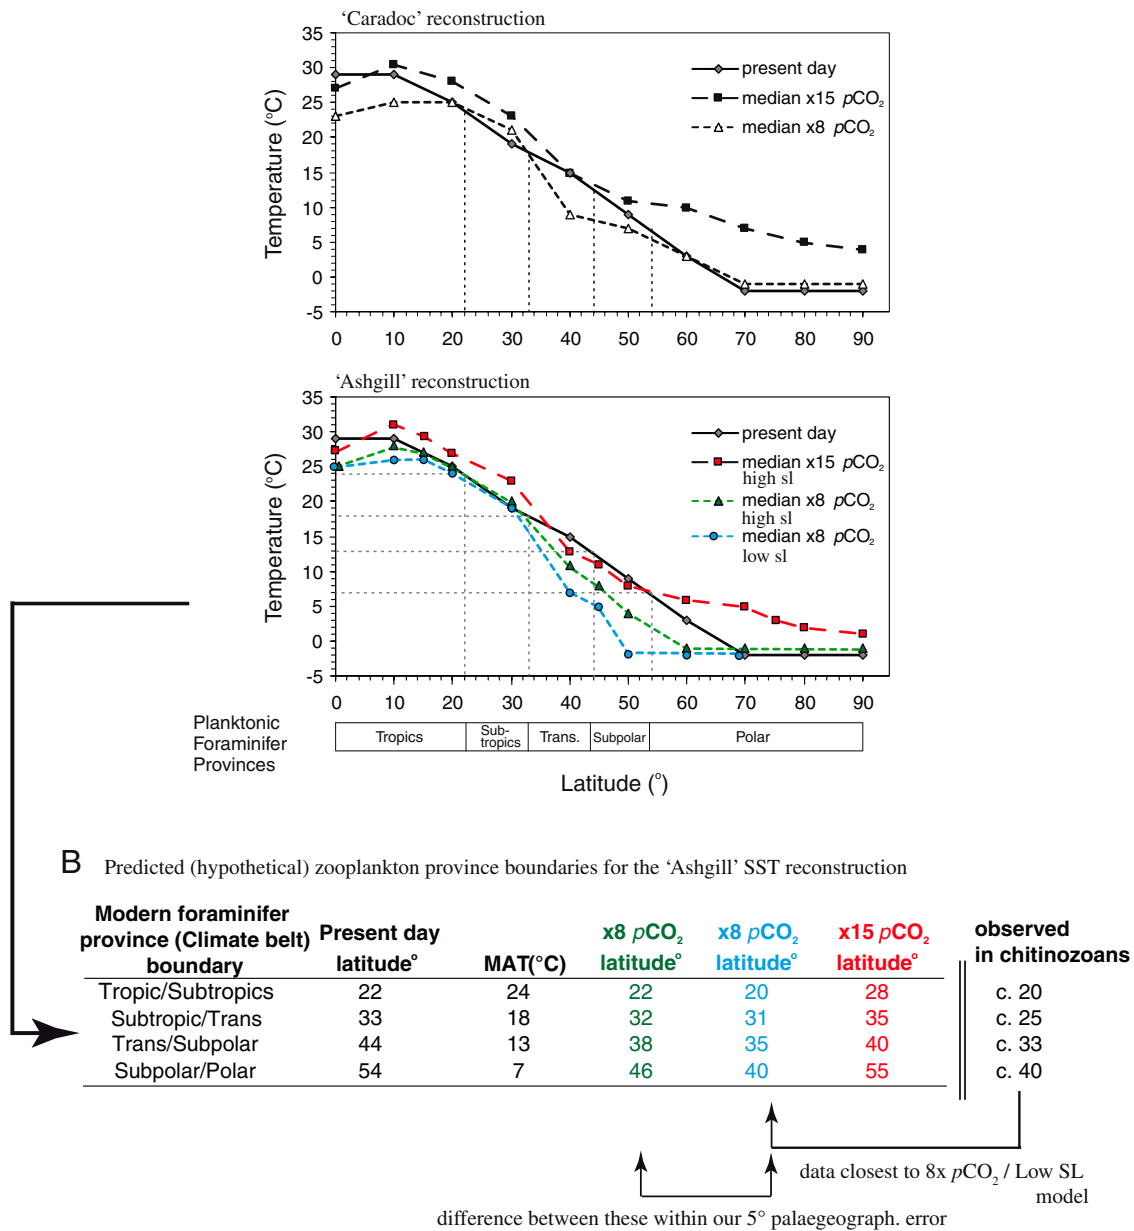 'Caradoc' reconstruction
35
30
25
20
15
10
5
0
-5
Temperature (°C)
present day
median x15 pCO₂
median x8 pCO₂
0 10 20 30 40 50 60 70 80 90
'Ashgill' reconstruction
35
30
25
20
15
10
5
0
-5
Temperature (°C)
present day
median x15 pCO₂
high sl
median x8 pCO₂
high sl
median x8 pCO₂
low sl
0 10 20 30 40 50 60 70 80 90
Planktonic
Foraminifer
Provinces
Tropics
Sub-
tropics
Trans.
Subpolar
Polar
Latitude (°)
B Predicted (hypothetical) zooplankton province boundaries for the 'Ashgill' SST reconstruction
Modern foraminifer
province (Climate belt)
boundary
Present day
latitude°
MAT(°C)
x8 pCO₂
latitude°
x8 pCO₂
latitude°
x15 pCO₂
latitude°
observed
in chitinozoans
Tropic/Subtropics 22 24 22 20 28 c. 20
Subtropic/Trans 33 18 32 31 35 c. 25
Trans/Subpolar 44 13 38 35 40 c. 33
Subpolar/Polar 54 7 46 40 55 c. 40
data closest to 8x pCO₂ / Low SL
model
difference between these within our 5° palaegeograph. error